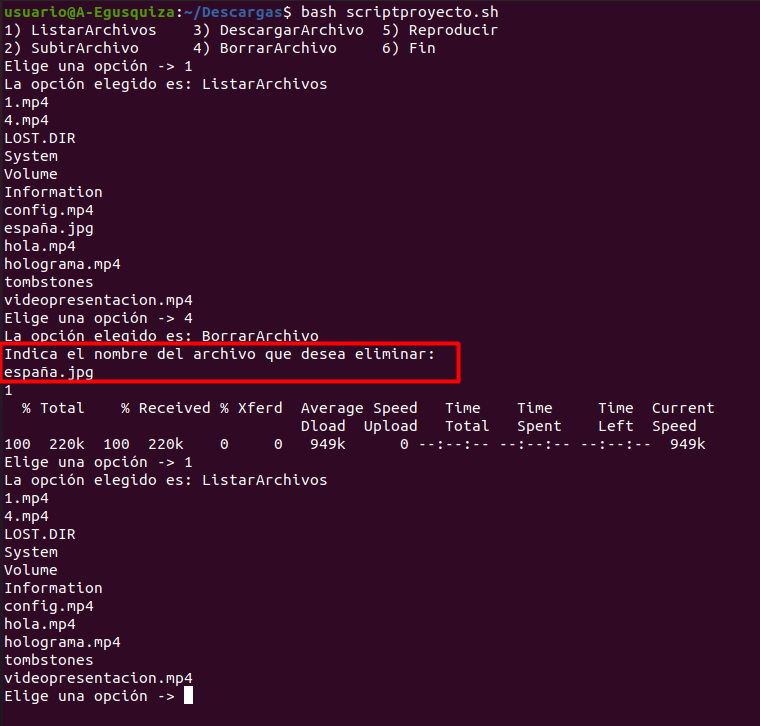 usuario@A-Egusquiza:~/Descargas$ bash scriptproyecto.sh
1) ListarArchivos    3) DescargarArchivo  5) Reproducir
2) SubirArchivo      4) BorrarArchivo     6) Fin
Elige una opción -> 1
La opción elegido es: ListarArchivos
1.mp4
4.mp4
LOST.DIR
System
Volume
Information
config.mp4
españa.jpg
hola.mp4
holograma.mp4
tombstones
videopresentacion.mp4
Elige una opción -> 4
La opción elegido es: BorrarArchivo
Indica el nombre del archivo que desea eliminar:
españa.jpg
1
  % Total    % Received % Xferd  Average Speed   Time    Time     Time  Current
                                 Dload  Upload   Total   Spent    Left  Speed
100  220k  100  220k    0     0   949k      0 --:--:-- --:--:-- --:--:--  949k
Elige una opción -> 1
La opción elegido es: ListarArchivos
1.mp4
4.mp4
LOST.DIR
System
Volume
Information
config.mp4
hola.mp4
holograma.mp4
tombstones
videopresentacion.mp4
Elige una opción ->